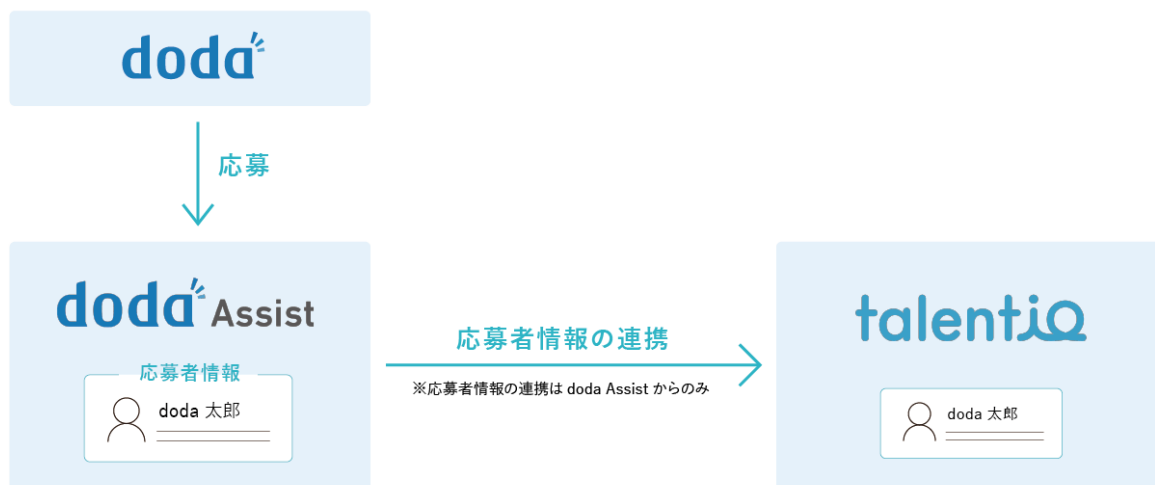 doda
応募
doda Assist
応募者情報
doda 太郎
応募者情報の連携
※応募者情報の連携は doda Assist からのみ
talentiQ
doda 太郎